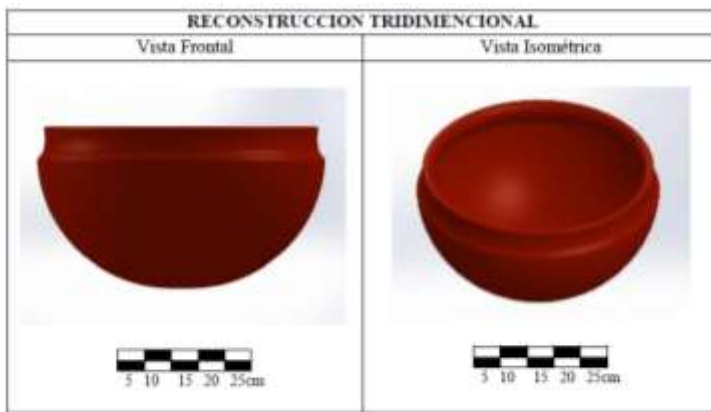 RECONSTRUCCION TRIDIMENCIONAL
Vista Frontal
Vista Isométrica
5 10 15 20 25cm
5 10 15 20 25cm